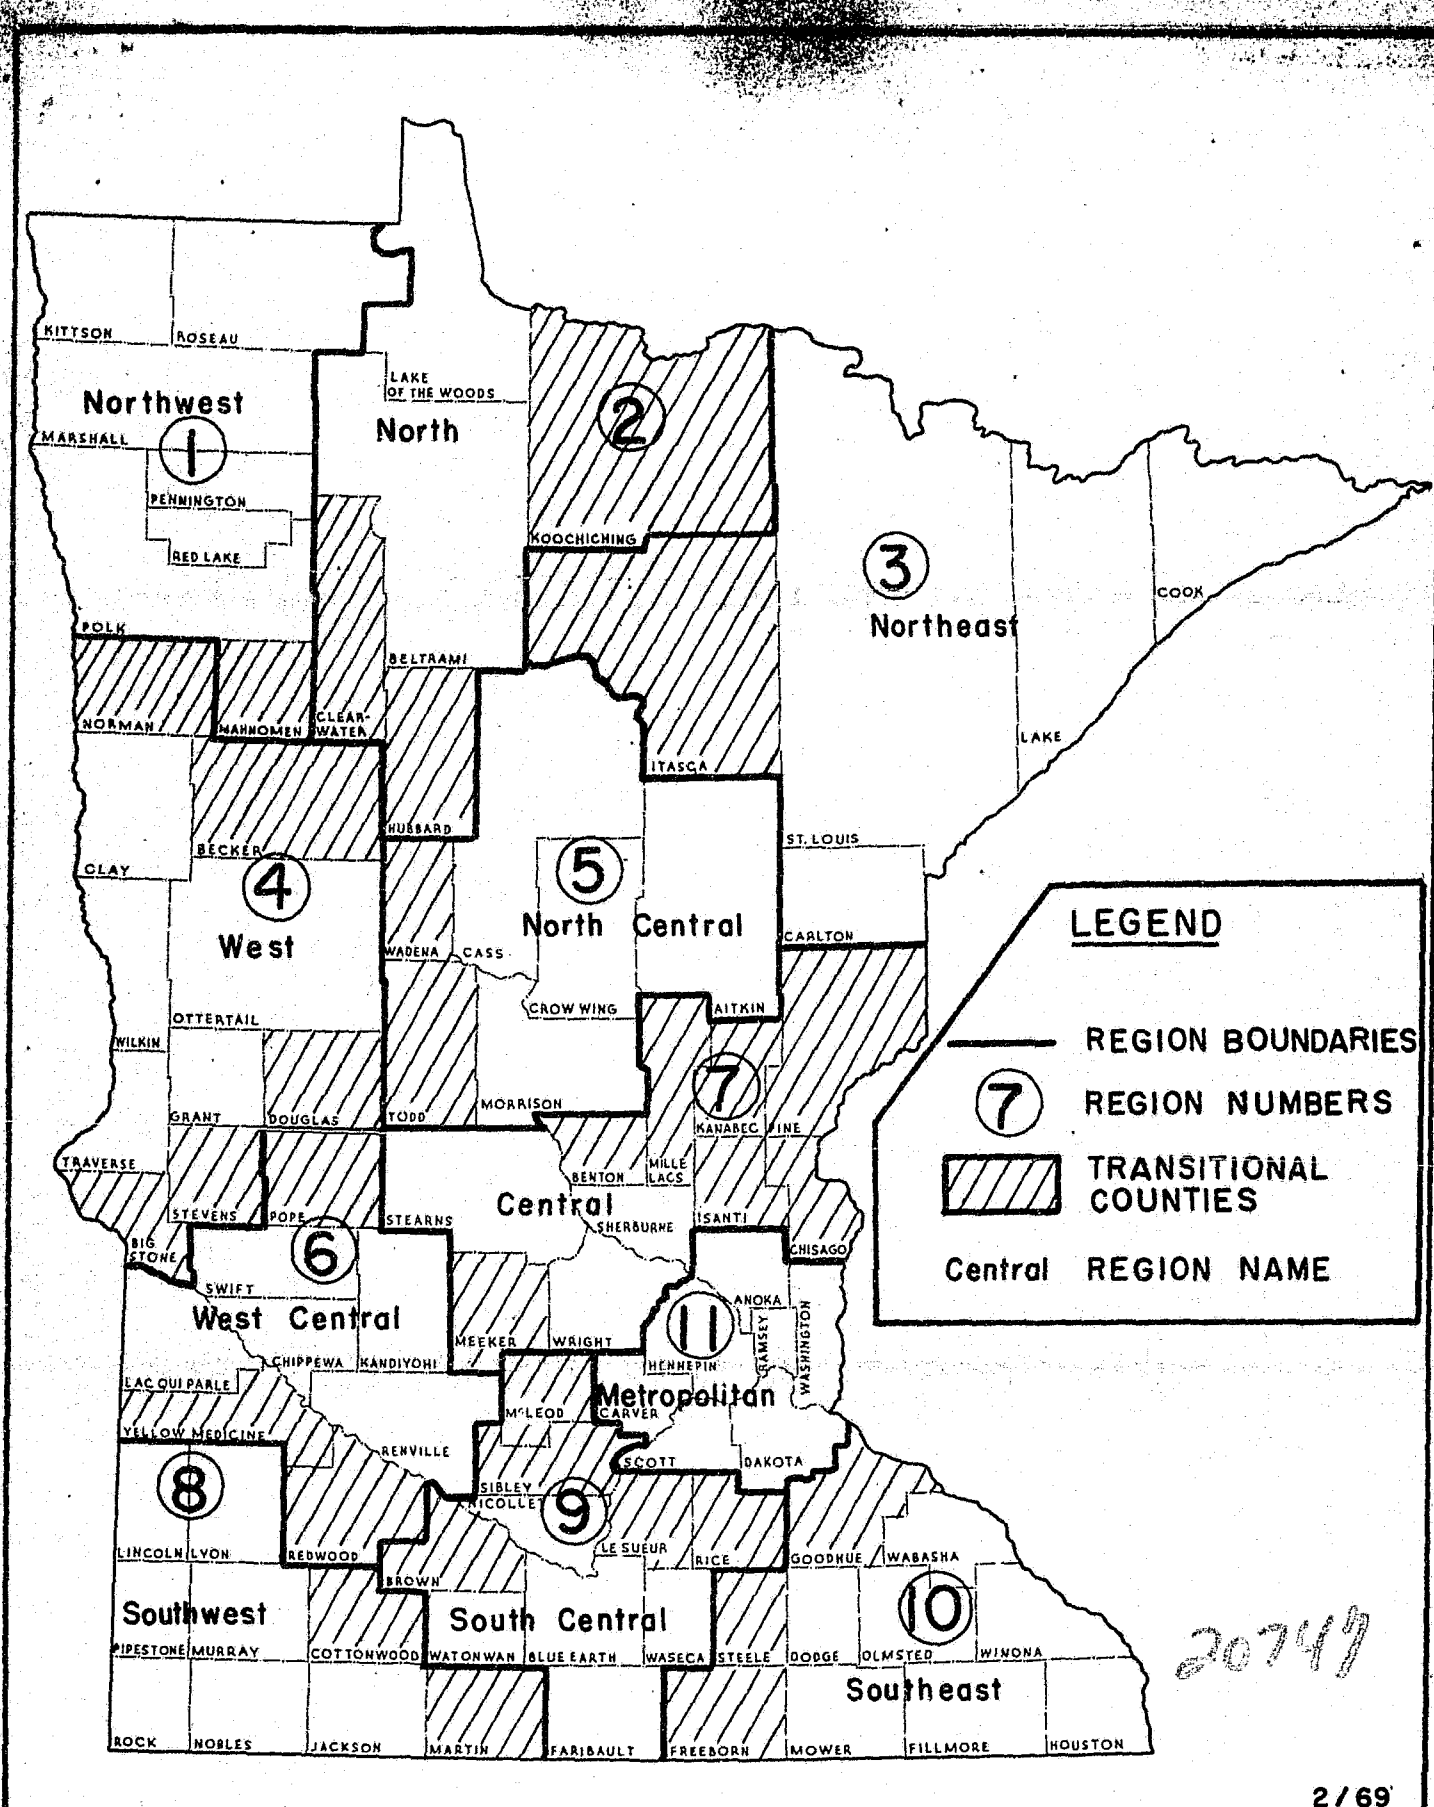 KITTSON
ROSEAU
LAKE
OF THE WOODS
Northwest
North
2
MARSHALL
1
PENNINGTON
KOOCHICHING
RED LAKE
3
COOK
Northeast
POLK
BELTRAMI
NORMAN
MAHNOMEN
CLEAR-
WATER
LAKE
ITASCA
HUBBARD
ST. LOUIS
BECKER
CLAY
4
5
LEGEND
North Central
West
CARLTON
WADENA
CASS
CROW WING
AITKIN
OTTERTAIL
WILKIN
REGION BOUNDARIES
7
7
REGION NUMBERS
MORRISON
GRANT
DOUGLAS
TODD
KANABEC
PINE
TRAVERSE
BENTON
MILLE
LACS
TRANSITIONAL
COUNTIES
Central
STEVENS
POPE
STEARNS
SHERBURNE
ISANTI
BIG
STONE
6
CHISAGO
Central REGION NAME
SWIFT
ANOKA
West Central
11
RAMSEY
WASHINGTON
MEEKER
WRIGHT
CHIPPEWA
KANDIYOHI
HENNEPIN
LAC QUI PARLE
Metropolitan
McLEOD
CARVER
YELLOW MEDICINE
RENVILLE
SCOTT
DAKOTA
8
SIBLEY
NICOLLET
9
LINCOLN
LYON
REDWOOD
LE SUEUR
RICE
GOODHUE
WABASHA
BROWN
10
Southwest
South Central
PIPESTONE
MURRAY
COTTONWOOD
WATONWAN
BLUE EARTH
WASECA
STEELE
DODGE
OLMSTED
WINONA
20747
Southeast
ROCK
NOBLES
JACKSON
MARTIN
FARIBAULT
FREEBORN
MOWER
FILLMORE
HOUSTON
2/69